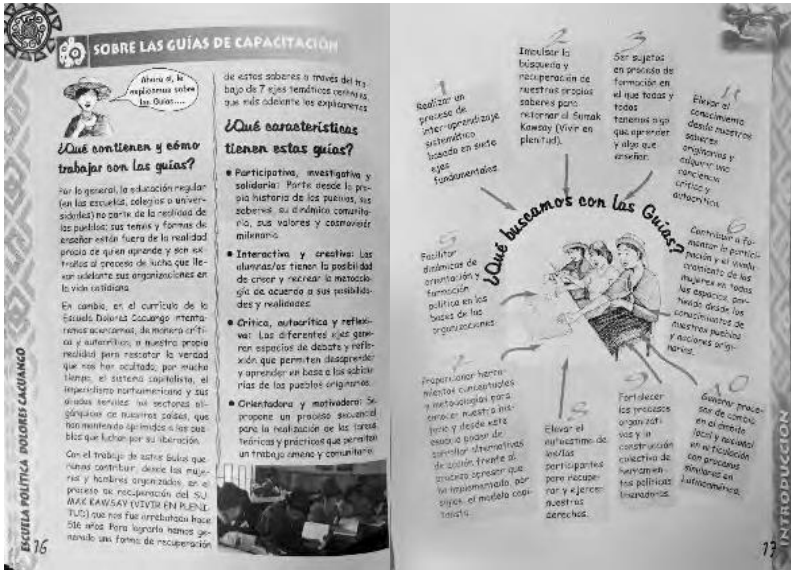 SOBRE LAS GUÍAS DE CAPACITACIÓN
Ahora sí, le
explicamos sobre
las Guías....
¿Qué contienen y cómo
trabajar con las guías?
Por lo general, la educación regular
(en las escuelas, colegios o univer-
sidades) no parte de la realidad de
los pueblos; sus temas y formas de
enseñar están fuera de la realidad
propia de quien aprende y son ex-
traños al proceso de lucha que lle-
van adelante sus organizaciones en
la vida cotidiana.
En cambio, en el currículo de la
Escuela Dolores Cacuango intenta-
remos acercarnos, de manera críti-
ca y autocrítica, a nuestra propia
realidad para rescatar la verdad
que nos han ocultado, por mucho
tiempo, el sistema capitalista, el
imperialismo norteamericano y sus
aliados serviles: los sectores oli-
gárquicos de nuestros países, que
han mantenido oprimidos a los pue-
blos que luchan por su liberación.
Con el trabajo de estas Guías que-
remos contribuir, desde las muje-
res y hombres organizados, en el
proceso de recuperación del SU-
MAK KAWSAY (VIVIR EN PLENI-
TUD) que nos fue arrebatado hace
516 años. Para lograrlo hemos ge-
nerado una forma de recuperación
de estos saberes a través del tra-
bajo de 7 ejes temáticos centrales
que más adelante los explicaremos
¿Qué características
tienen estas guías?
• Participativa, investigativa y
solidaria: Parte desde la pro-
pia historia de los pueblos, sus
saberes, su dinámica comunita-
ria, sus valores y cosmovisión
milenaria.
• Interactiva y creativa: Las
alumnas/os tienen la posibilidad
de crear y recrear la metodolo-
gía de acuerdo a sus posibilida-
des y realidades.
• Crítica, autocrítica y reflexi-
va: Los diferentes ejes gene-
ran espacios de debate y refle-
xión que permiten desaprender
y aprender en base a las sabidu-
rías de los pueblos originarios.
• Orientadora y motivadora: Se
propone un proceso secuencial
para la realización de las tareas
teóricas y prácticas que permitan
un trabajo ameno y comunitario.
ESCUELA POLÍTICA DOLORES CACUANGO
16
1
Realizar un
proceso de
inter-aprendizaje
sistemático
basado en siete
ejes
fundamentales.
2
Impulsar la
búsqueda y
recuperación de
nuestros propios
saberes para
retornar al Sumak
Kawsay (Vivir en
plenitud).
3
Ser sujetos
en proceso de
formación en
el que todas y
todos
tenemos algo
que aprender
y algo que
enseñar.
Elevar el
conocimiento
desde nuestros
saberes
originarios y
adquirir una
conciencia
crítica y
autocrítica.
¿Qué buscamos con las Guías?
5
Facilitar
dinámicas de
orientación y
formación
política en las
bases de las
organizaciones.
6
Contribuir a fo-
mentar la partici-
pación y el
de las
mujeres en todos
los espacios, par-
tiendo desde los
conocimientos de
nuestros pueblos
y naciones origi-
narios.
7
Proporcionar herra-
mientas conceptuales
y metodológicas para
conocer nuestra his-
toria y desde este
espacio poder de-
sarrollar alternativas
de acción frente al
proceso opresor que
ha implementado, por
siglos, el modelo capi-
talista.
8
Elevar el
autoestima de
los/las
participantes
para recupe-
rar y ejercer
nuestros
derechos.
9
Fortalecer
los procesos
organizati-
vos y la
construcción
colectiva de
herramien-
tas políticas
liberadoras.
Generar proce-
sos de cambio
en el ámbito
local y nacional
en articulación
con procesos
similares en
Latinoamérica.
INTRODUCCION
17